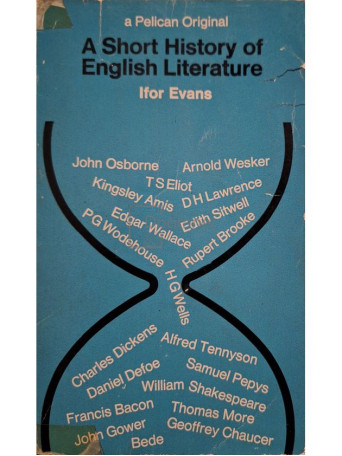 a Pelican Original
A Short History of
English Literature
Ifor Evans
John Osborne
Arnold Wesker
T S Eliot
Kingsley Amis
D H Lawrence
Edgar Wallace
Edith Sitwell
P G Wodehouse
Rupert Brooke
H G Wells
Charles Dickens
Alfred Tennyson
Daniel Defoe
Samuel Pepys
William Shakespeare
Francis Bacon
Thomas More
John Gower
Geoffrey Chaucer
Bede